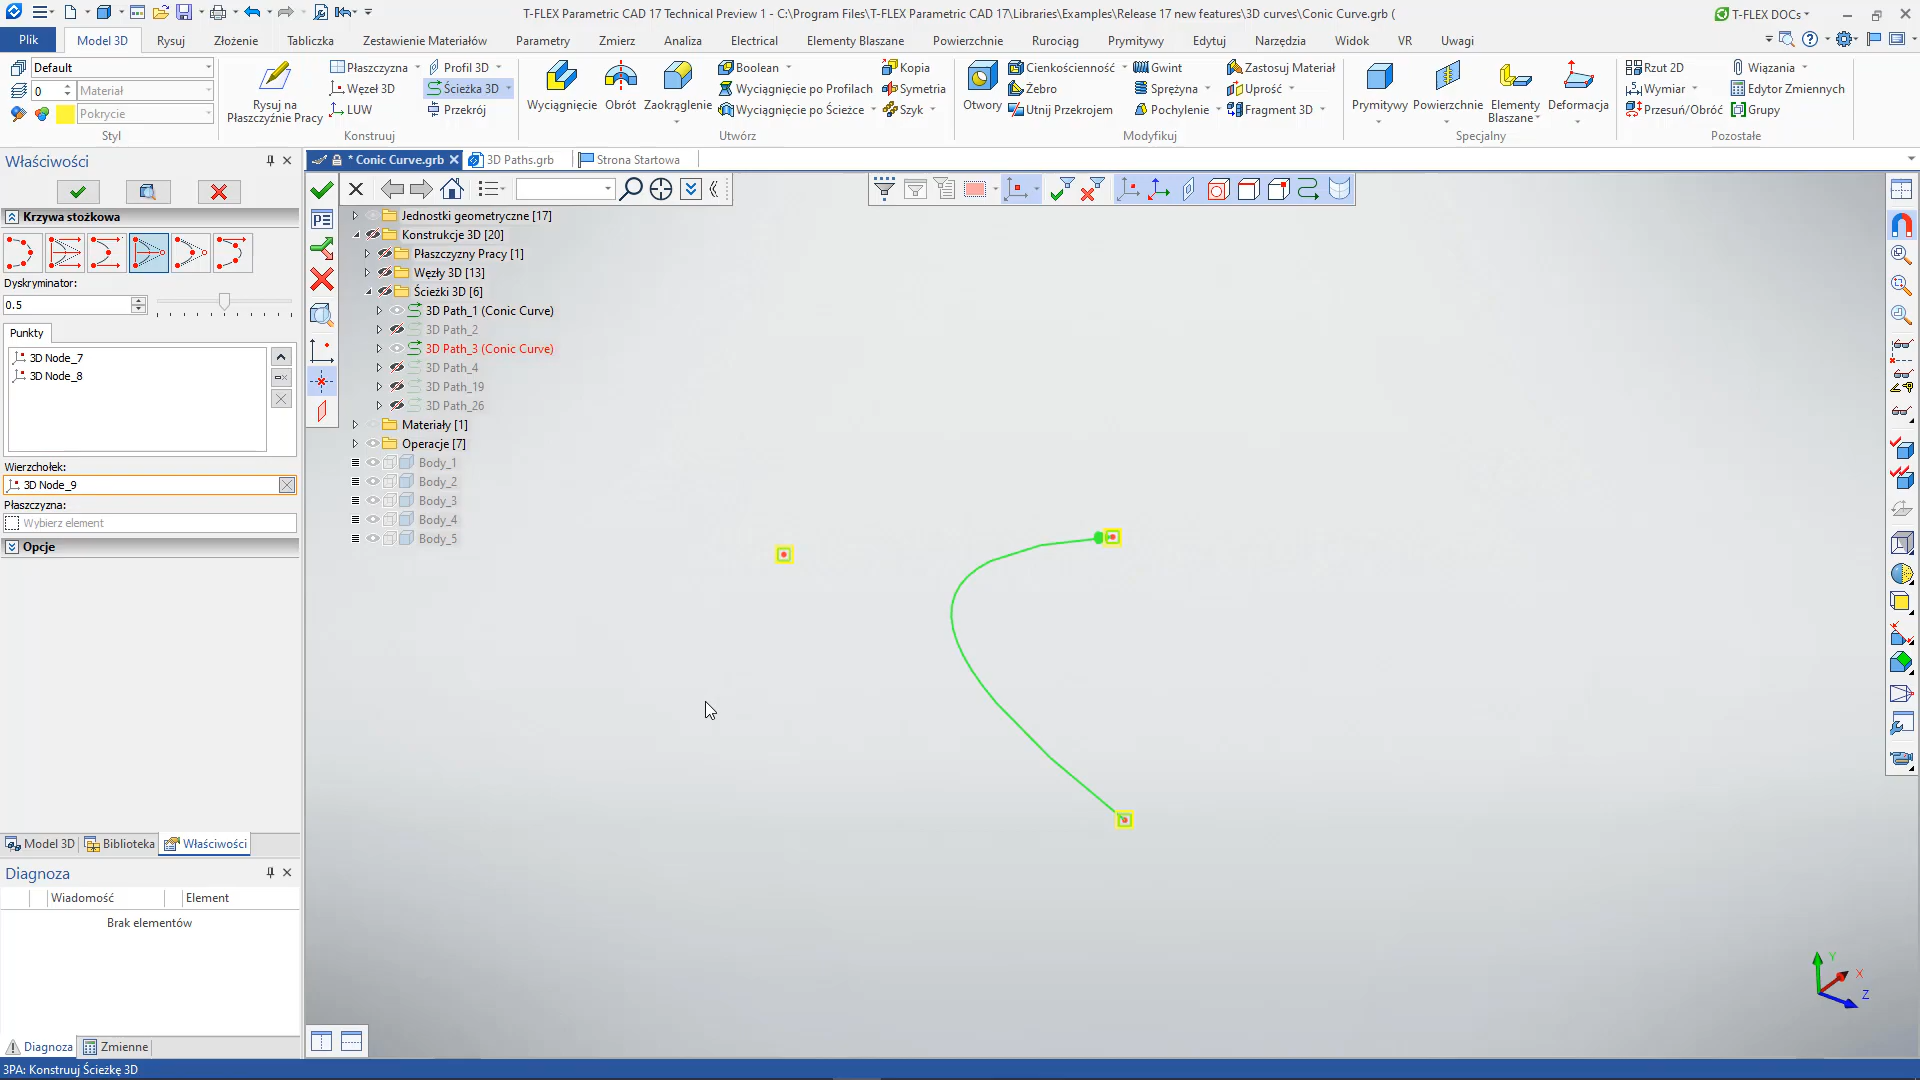 T-FLEX Parametric CAD 17 Technical Preview 1 - C:\Program Files\T-FLEX Parametric CAD 17\Libraries\Examples\Release 17 new features\3D curves\Conic Curve.grb (
T-FLEX DOCs
Plik
Model 3D
Rysuj
Złożenie
Tabliczka
Zestawienie Materiałów
Parametry
Zmierz
Analiza
Electrical
Elementy Blaszane
Powierzchnie
Rurociąg
Prymitywy
Edytuj
Narzędzia
Widok
VR
Uwagi
Default
0
Materiał
Pokrycie
Styl
Rysuj na
Płaszczyźnie Pracy
Płaszczyzna
Węzeł 3D
LUW
Profil 3D
Ścieżka 3D
Przekrój
Konstruuj
Wyciągnięcie
Obrót
Zaokrąglenie
Boolean
Wyciągnięcie po Profilach
Wyciągnięcie po Ścieżce
Kopia
Symetria
Szyk
Utwórz
Otwory
Cienkościenność
Żebro
Utnij Przekrojem
Gwint
Sprężyna
Pochylenie
Zastosuj Materiał
Uprość
Fragment 3D
Modyfikuj
Prymitywy
Powierzchnie
Elementy
Blaszane
Deformacja
Specjalny
Rzut 2D
Wymiar
Przesuń/Obróć
Wiązania
Edytor Zmiennych
Grupy
Pozostałe
Właściwości
* Conic Curve.grb
3D Paths.grb
Strona Startowa
Krzywa stożkowa
Dyskryminator:
0.5
Punkty
3D Node_7
3D Node_8
Wierzchołek:
3D Node_9
Płaszczyzna:
Wybierz element
Opcje
Jednostki geometryczne [17]
Konstrukcje 3D [20]
Płaszczyzny Pracy [1]
Węzły 3D [13]
Ścieżki 3D [6]
3D Path_1 (Conic Curve)
3D Path_2
3D Path_3 (Conic Curve)
3D Path_4
3D Path_19
3D Path_26
Materiały [1]
Operacje [7]
Body_1
Body_2
Body_3
Body_4
Body_5
Model 3D
Biblioteka
Właściwości
Diagnoza
Wiadomość
Element
Brak elementów
Diagnoza
Zmienne
Y
X
Z
3PA: Konstruuj Ścieżkę 3D